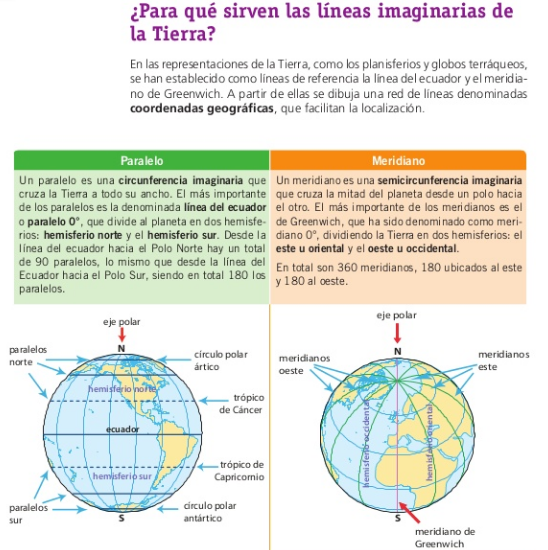 ¿Para qué sirven las líneas imaginarias de
la Tierra?
En las representaciones de la Tierra, como los planisferios y globos terráqueos,
se han establecido como líneas de referencia la línea del ecuador y el meridia-
no de Greenwich. A partir de ellas se dibuja una red de líneas denominadas
coordenadas geográficas, que facilitan la localización.
Paralelo
Un paralelo es una circunferencia imaginaria que
cruza la Tierra a todo su ancho. El más importante
de los paralelos es la denominada línea del ecuador
o paralelo 0°, que divide al planeta en dos hemisfe-
rios: hemisferio norte y el hemisferio sur. Desde la
línea del ecuador hacia el Polo Norte hay un total
de 90 paralelos, lo mismo que desde la línea del
Ecuador hacia el Polo Sur, siendo en total 180 los
paralelos.
Meridiano
Un meridiano es una semicircunferencia imaginaria
que cruza la mitad del planeta desde un polo hacia
el otro. El más importante de los meridianos es el
de Greenwich, que ha sido denominado como meri-
diano 0°, dividiendo la Tierra en dos hemisferios: el
este u oriental y el oeste u occidental.
En total son 360 meridianos, 180 ubicados al este
y 180 al oeste.
eje polar
N
paralelos
norte
círculo polar
ártico
hemisferio norte
trópico
de Cáncer
ecuador
trópico de
Capricornio
hemisferio sur
paralelos
sur
círculo polar
antártico
S
eje polar
N
meridianos
oeste
meridianos
este
hemisferio occidental
hemisferio oriental
S
meridiano de
Greenwich